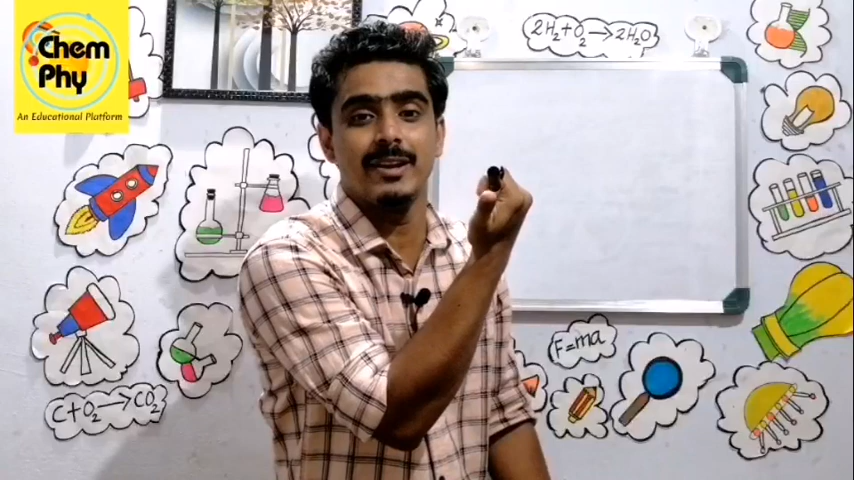 Chem
Phy
An Educational Platform
2H₂+O₂→2H₂O
F=ma
C+O₂→CO₂